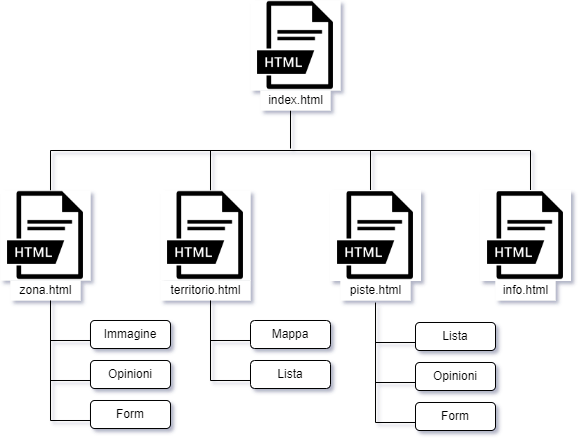 HTML
index.html
HTML
HTML
HTML
HTML
zona.html
territorio.html
piste.html
info.html
Immagine
Mappa
Lista
Opinioni
Lista
Opinioni
Form
Form